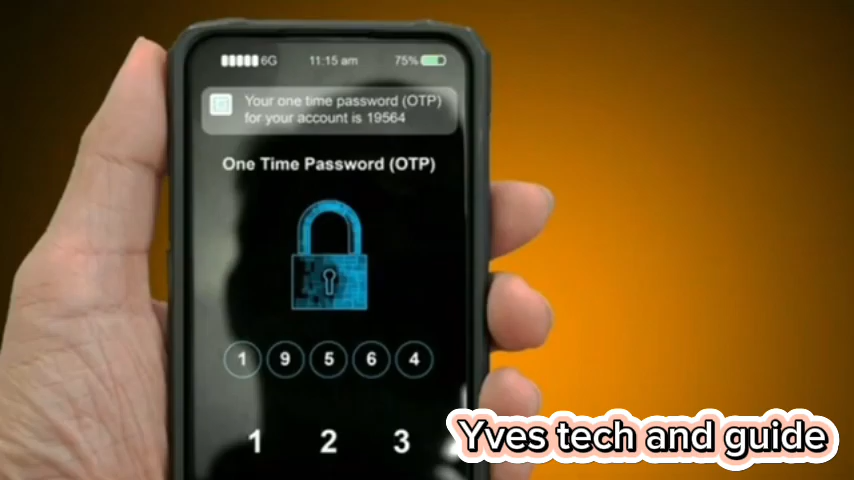 6G 11:15 am 75%
Your one time password (OTP)
for your account is 19564
One Time Password (OTP)
1 9 5 6 4
1 2 3
Yves tech and guide